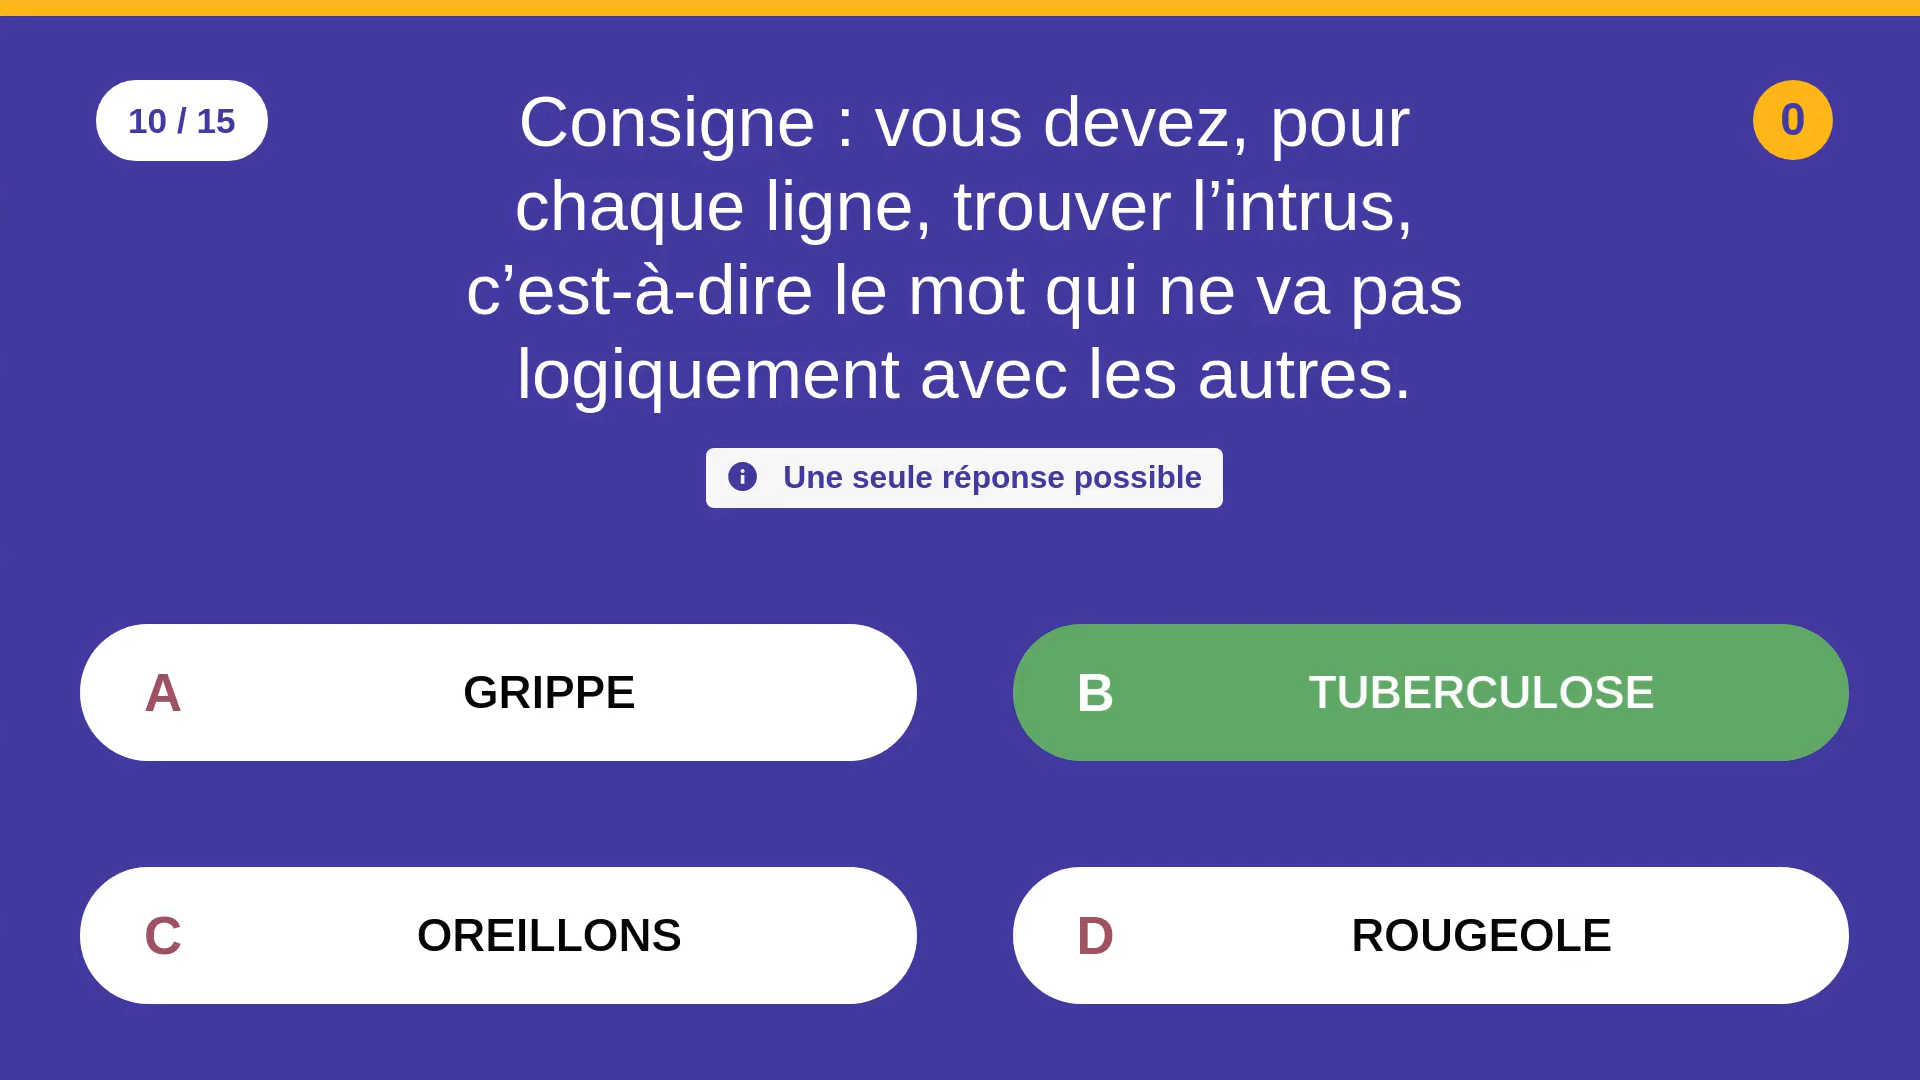 10 / 15
Consigne : vous devez, pour
chaque ligne, trouver l’intrus,
c’est-à-dire le mot qui ne va pas
logiquement avec les autres.
0
Une seule réponse possible
A GRIPPE
B TUBERCULOSE
C OREILLONS
D ROUGEOLE